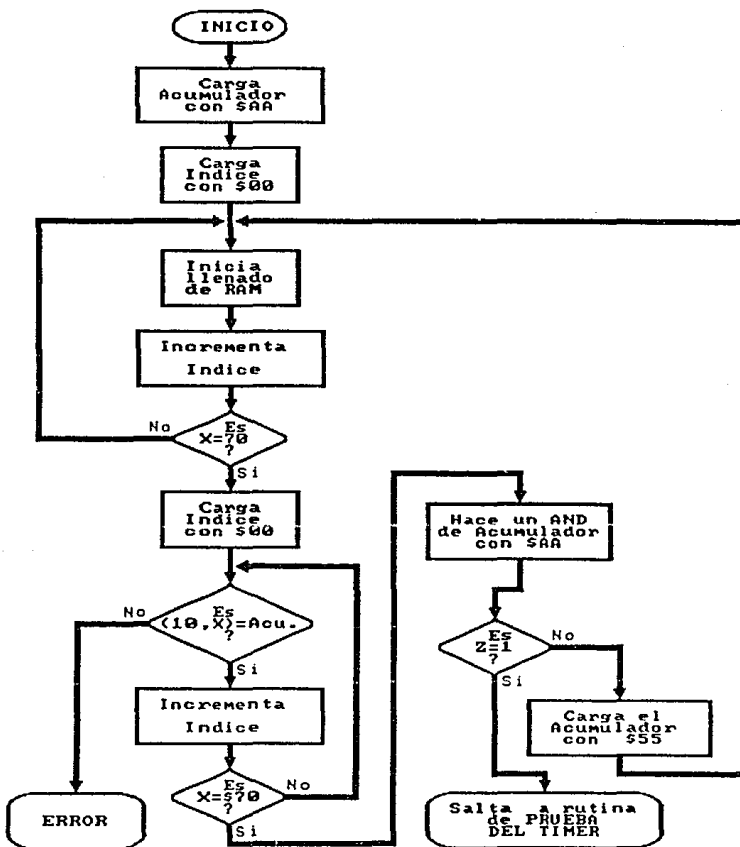 INICIO
Carga
Acumulador
con $AA
Carga
Indice
con $00
Inicia
llenado
de RAM
Incrementa
Indice
Es
X=70
?
No
Si
Carga
Indice
con $00
Es
(10,X)=Acu.
?
No
Si
Incrementa
Indice
Es
X=$70
?
No
Si
ERROR
Hace un AND
de Acumulador
con $AA
Es
Z=1
?
No
Si
Carga el
Acumulador
con $55
Salta a rutina
de PRUEBA
DEL TIMER